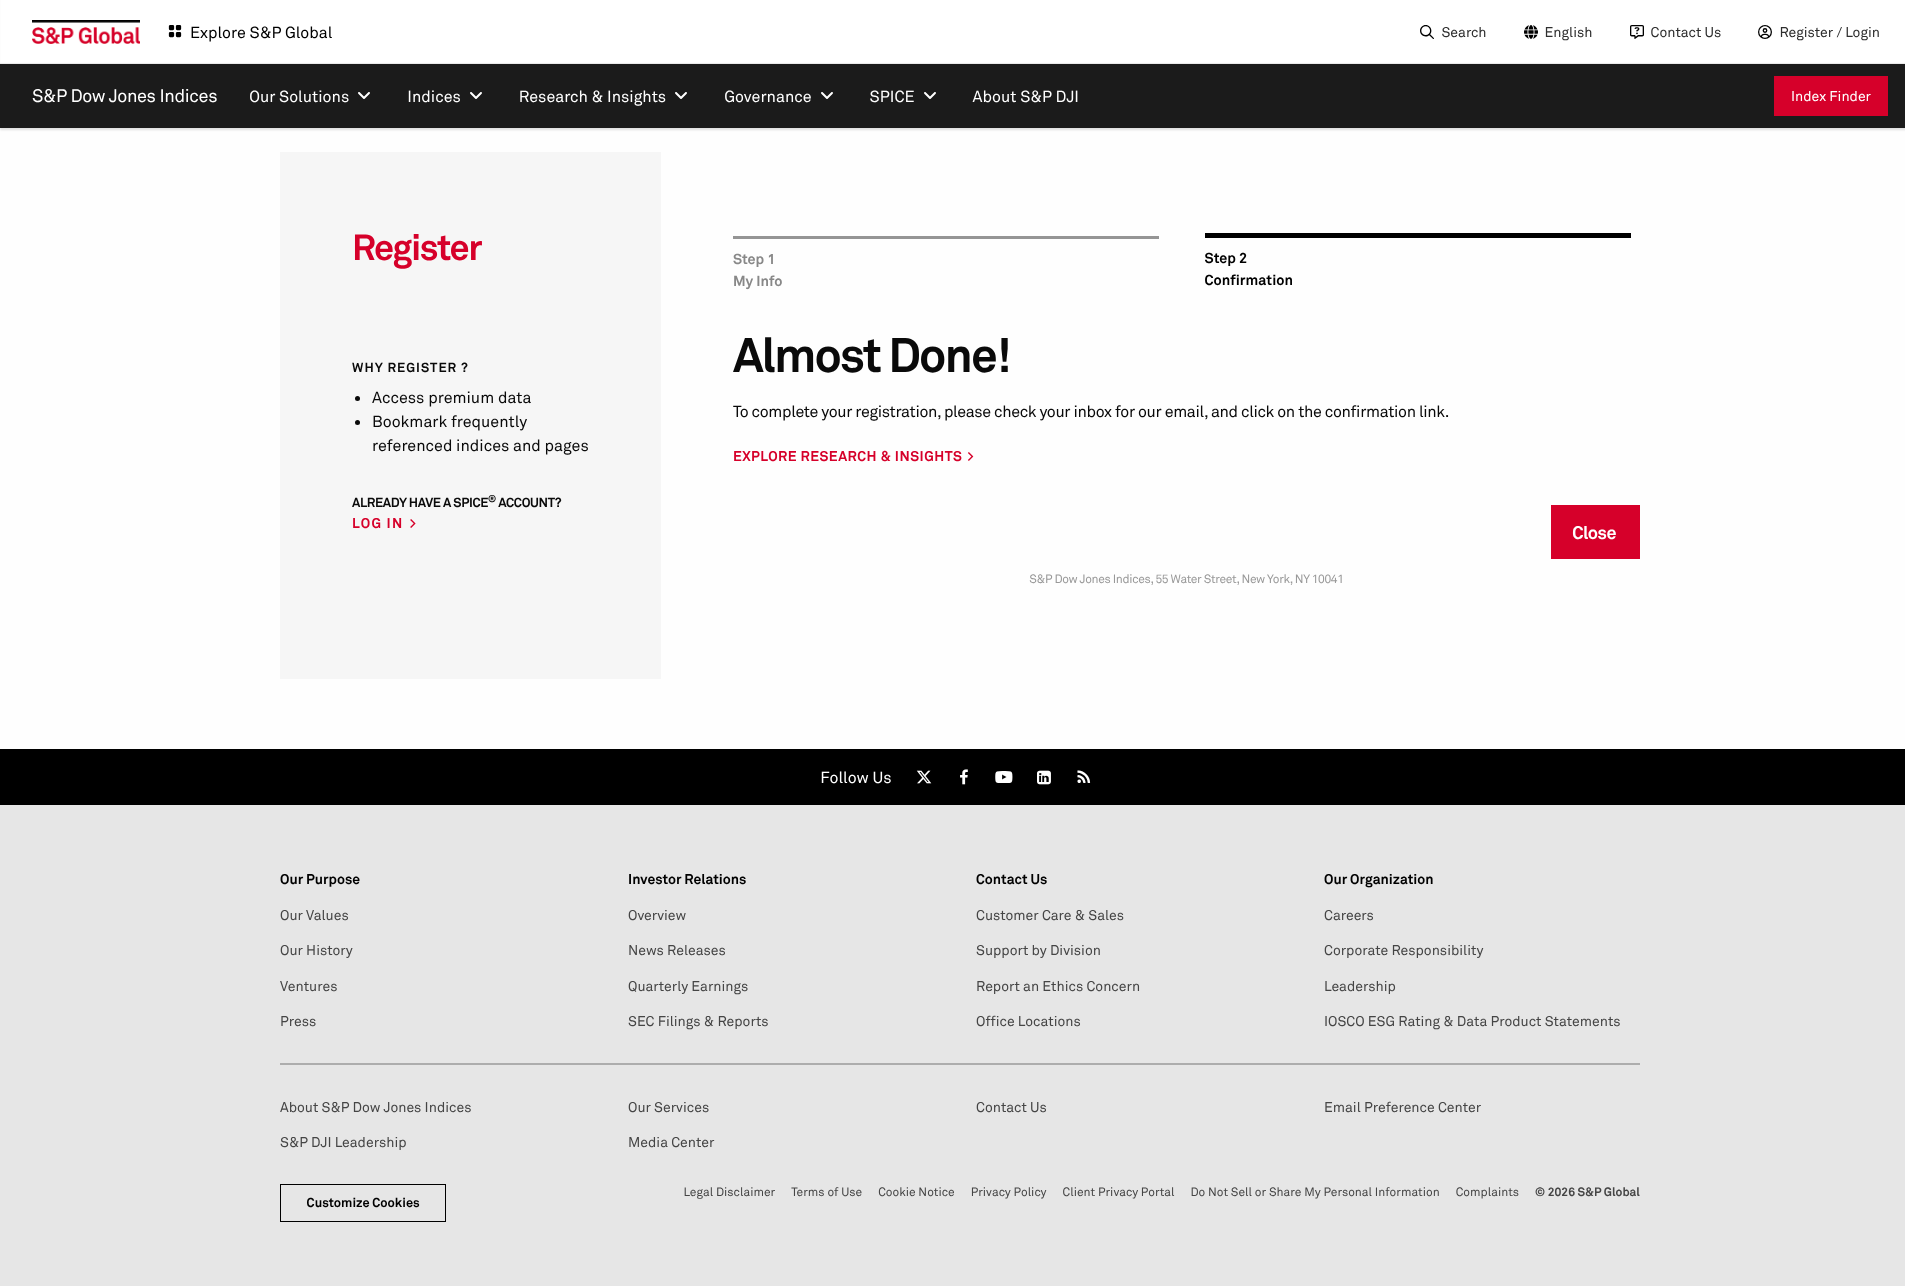 S&P Global
Explore S&P Global
Search
English
Contact Us
Register / Login
S&P Dow Jones Indices
Our Solutions
Indices
Research & Insights
Governance
SPICE
About S&P DJI
Index Finder
Register
WHY REGISTER ?
Access premium data
Bookmark frequently
referenced indices and pages
ALREADY HAVE A SPICE® ACCOUNT?
LOG IN
Step 1
My Info
Step 2
Confirmation
Almost Done!
To complete your registration, please check your inbox for our email, and click on the confirmation link.
EXPLORE RESEARCH & INSIGHTS
Close
S&P Dow Jones Indices, 55 Water Street, New York, NY 10041
Follow Us
Our Purpose
Our Values
Our History
Ventures
Press
Investor Relations
Overview
News Releases
Quarterly Earnings
SEC Filings & Reports
Contact Us
Customer Care & Sales
Support by Division
Report an Ethics Concern
Office Locations
Our Organization
Careers
Corporate Responsibility
Leadership
IOSCO ESG Rating & Data Product Statements
About S&P Dow Jones Indices
S&P DJI Leadership
Our Services
Media Center
Contact Us
Email Preference Center
Customize Cookies
Legal Disclaimer
Terms of Use
Cookie Notice
Privacy Policy
Client Privacy Portal
Do Not Sell or Share My Personal Information
Complaints
© 2026 S&P Global